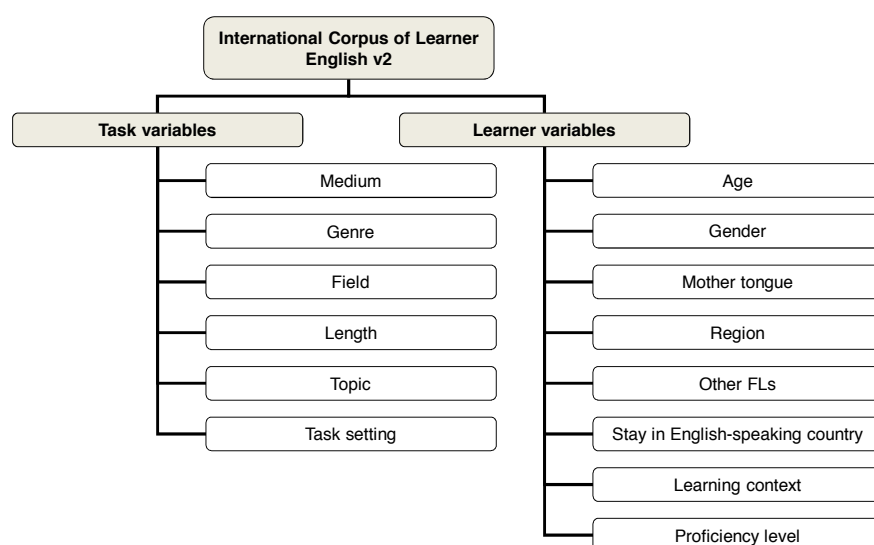 International Corpus of Learner
English v2
Task variables
Medium
Genre
Field
Length
Topic
Task setting
Learner variables
Age
Gender
Mother tongue
Region
Other FLs
Stay in English-speaking country
Learning context
Proficiency level